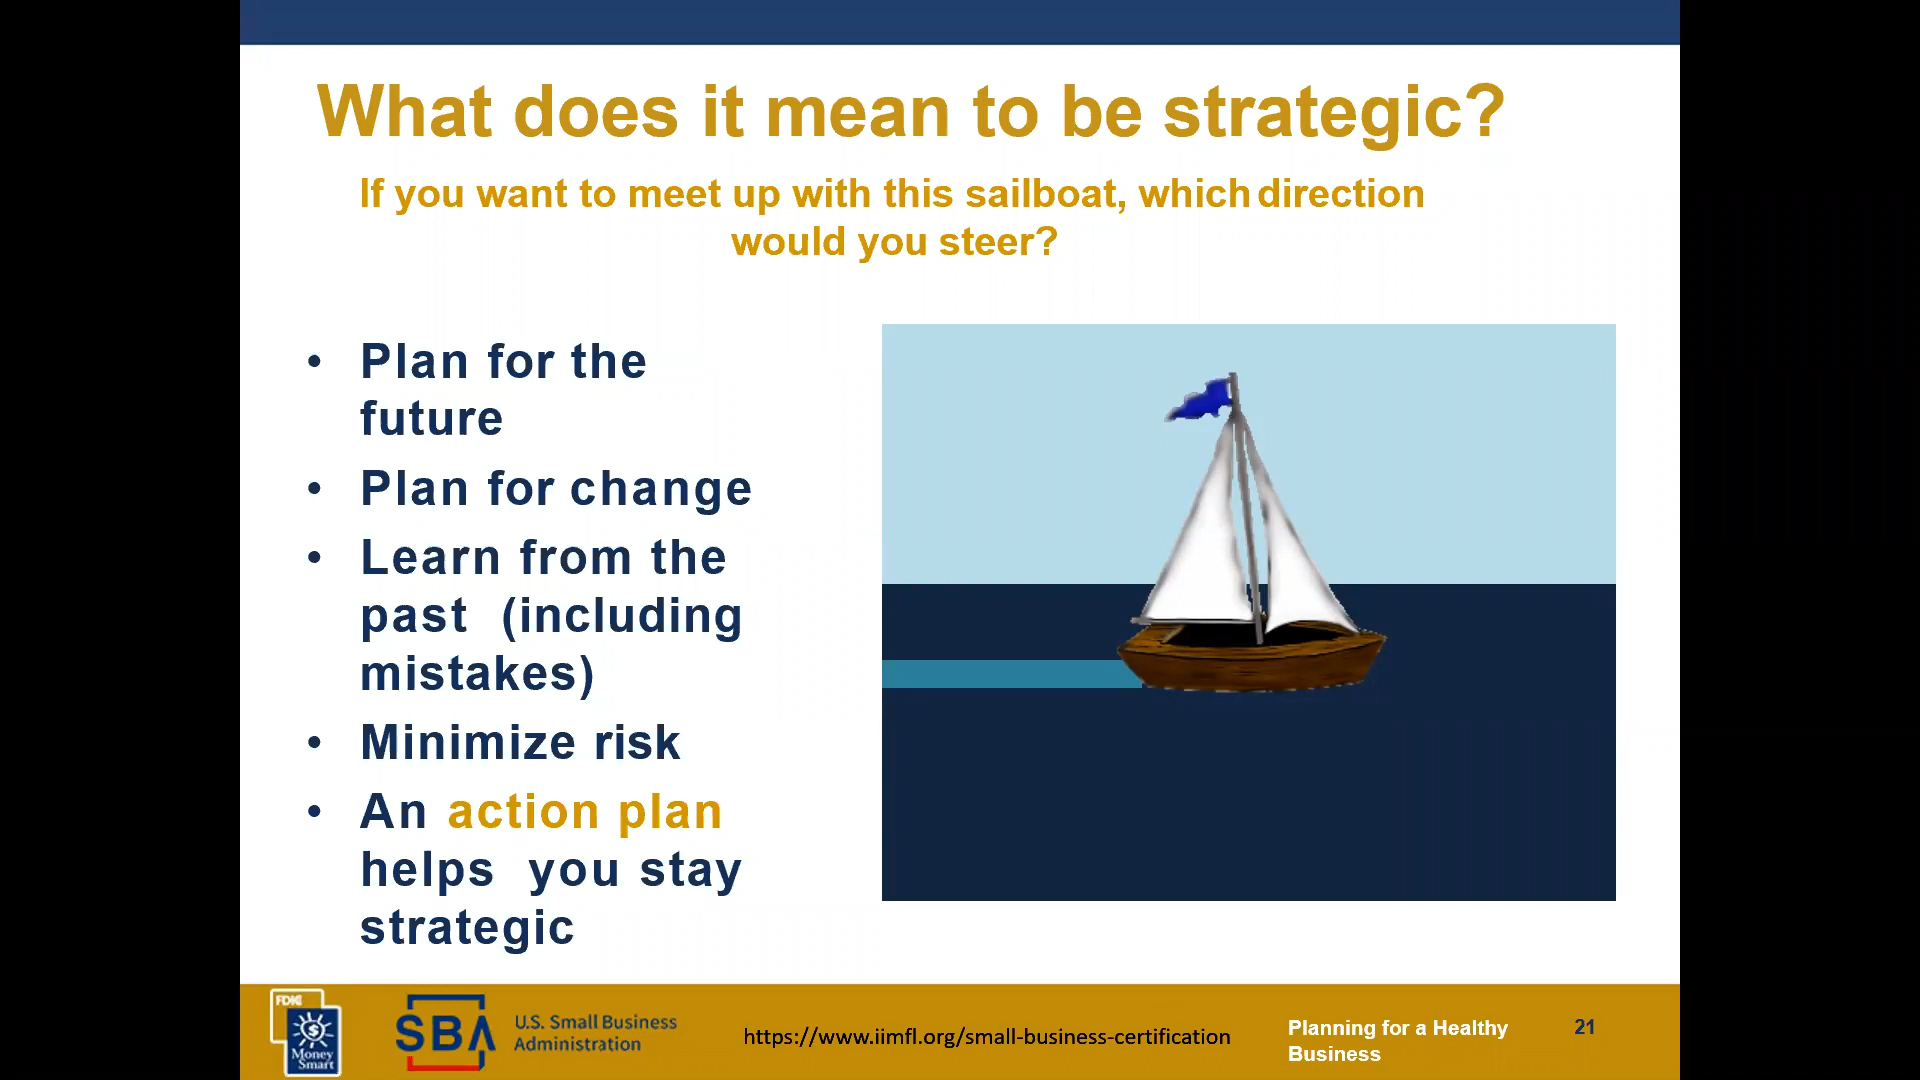 What does it mean to be strategic?
If you want to meet up with this sailboat, which direction
would you steer?
• Plan for the
future
• Plan for change
• Learn from the
past (including
mistakes)
• Minimize risk
• An action plan
helps you stay
strategic
FDIC
Money
Smart
SBA
U.S. Small Business
Administration
https://www.iimfl.org/small-business-certification
Planning for a Healthy
Business
21